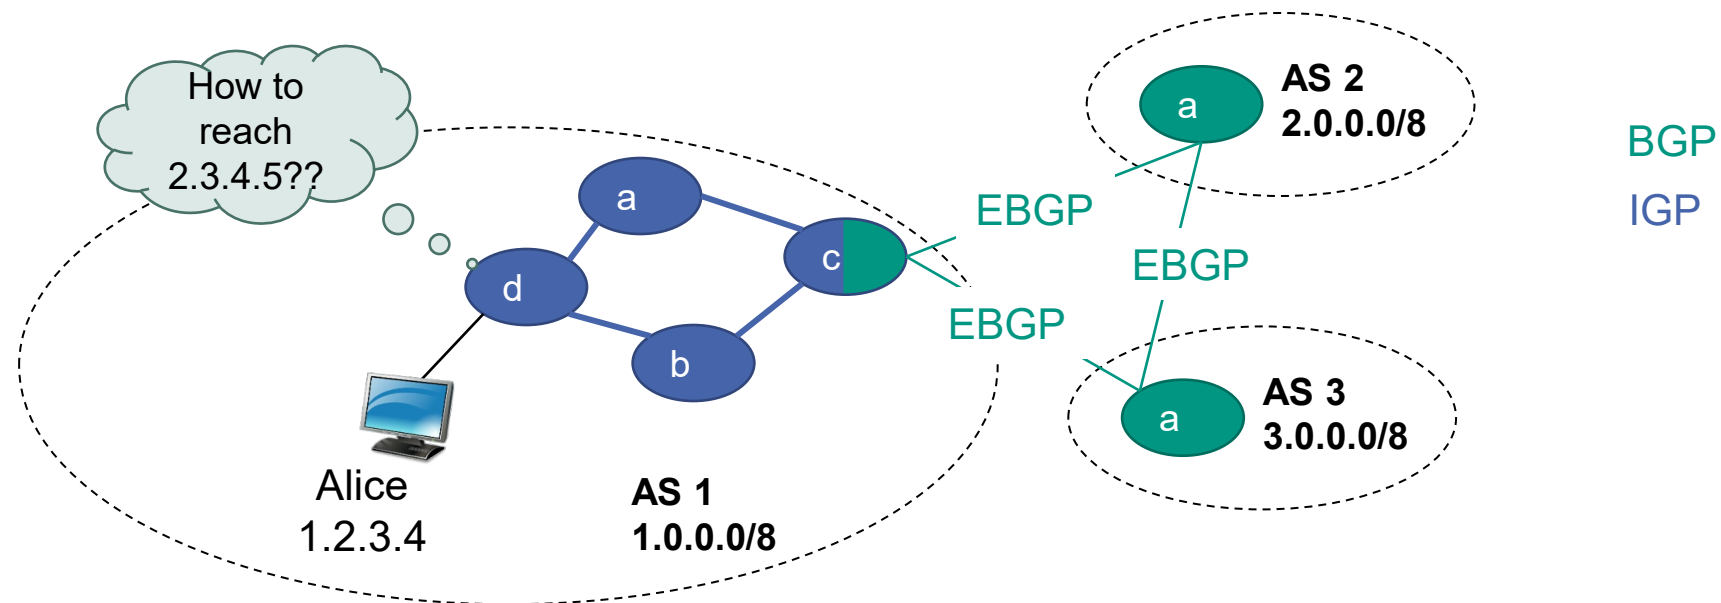 How to
reach
2.3.4.5??
a
d
c
b
Alice
1.2.3.4
AS 1
1.0.0.0/8
EBGP
EBGP
EBGP
a
AS 2
2.0.0.0/8
a
AS 3
3.0.0.0/8
BGP
IGP